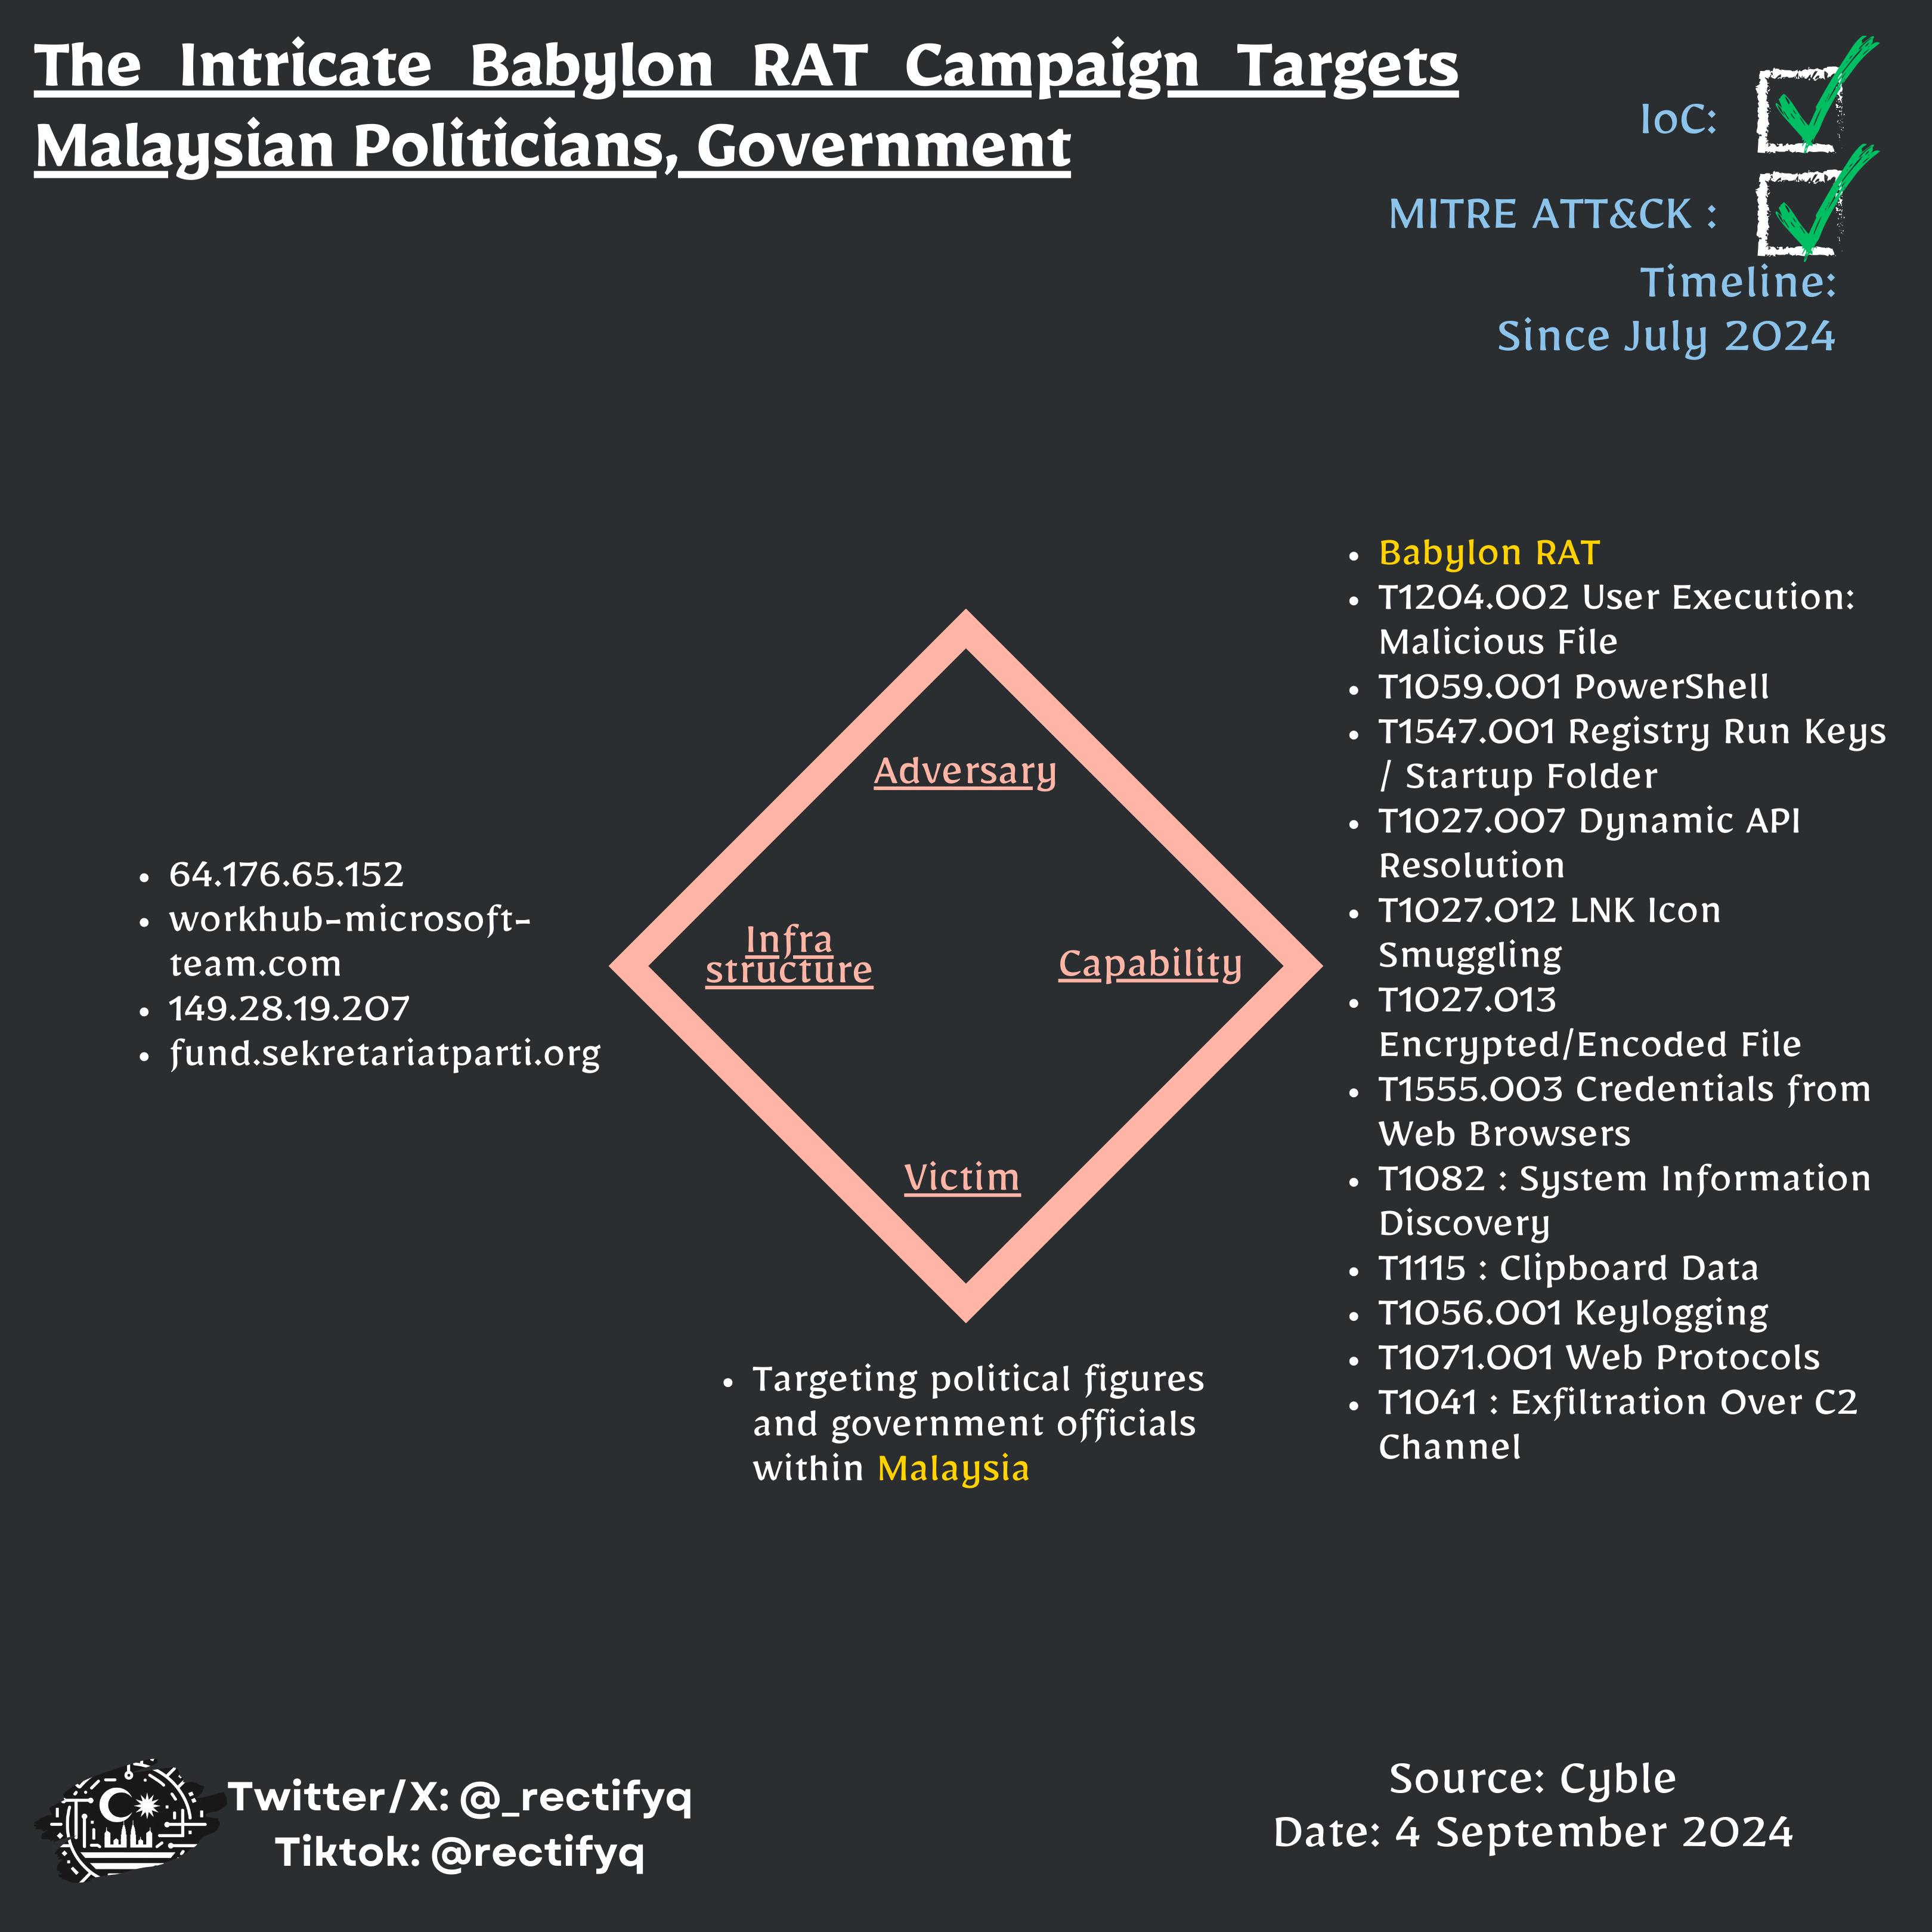 The Intricate Babylon RAT Campaign Targets
Malaysian Politicians, Government
IoC:
MITRE ATT&CK :
Timeline:
Since July 2024
Adversary
Infra
structure
Capability
Victim
64.176.65.152
workhub-microsoft-
team.com
149.28.19.207
fund.sekretariatparti.org
Babylon RAT
T1204.002 User Execution:
Malicious File
T1059.001 PowerShell
T1547.001 Registry Run Keys
/ Startup Folder
T1027.007 Dynamic API
Resolution
T1027.012 LNK Icon
Smuggling
T1027.013
Encrypted/Encoded File
T1555.003 Credentials from
Web Browsers
T1082 : System Information
Discovery
T1115 : Clipboard Data
T1056.001 Keylogging
T1071.001 Web Protocols
T1041 : Exfiltration Over C2
Channel
Targeting political figures
and government officials
within Malaysia
Twitter/X: @_rectifyq
Tiktok: @rectifyq
Source: Cyble
Date: 4 September 2024